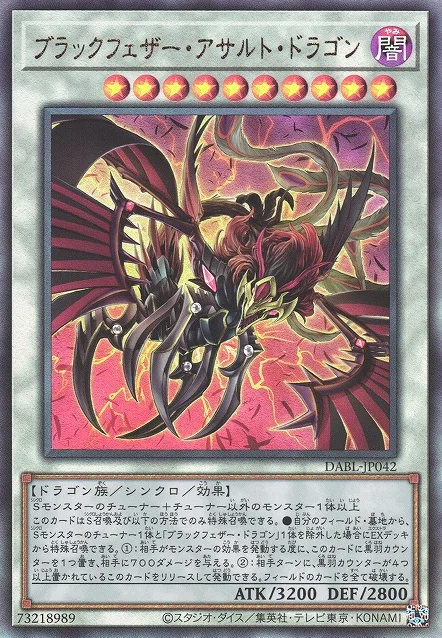 ブラックフェザー・アサルト・ドラゴン
闇
DABL-JP042
【ドラゴン族／シンクロ／効果】
Sモンスターのチューナー＋チューナー以外のモンスター1体以上
このカードはS召喚及び以下の方法でのみ特殊召喚できる。●自分のフィールド・墓地から、
Sモンスターのチューナー1体と「ブラックフェザー・ドラゴン」1体を除外した場合にEXデッキ
から特殊召喚できる。①：相手がモンスターの効果を発動する度に、このカードに黒羽カウン
ターを1つ置き、相手に700ダメージを与える。②：相手ターンに、黒羽カウンターが4つ
以上置かれているこのカードをリリースして発動できる。フィールドのカードを全て破壊する。
ATK/3200 DEF/2800
73218989
©スタジオ・ダイス／集英社・テレビ東京・KONAMI